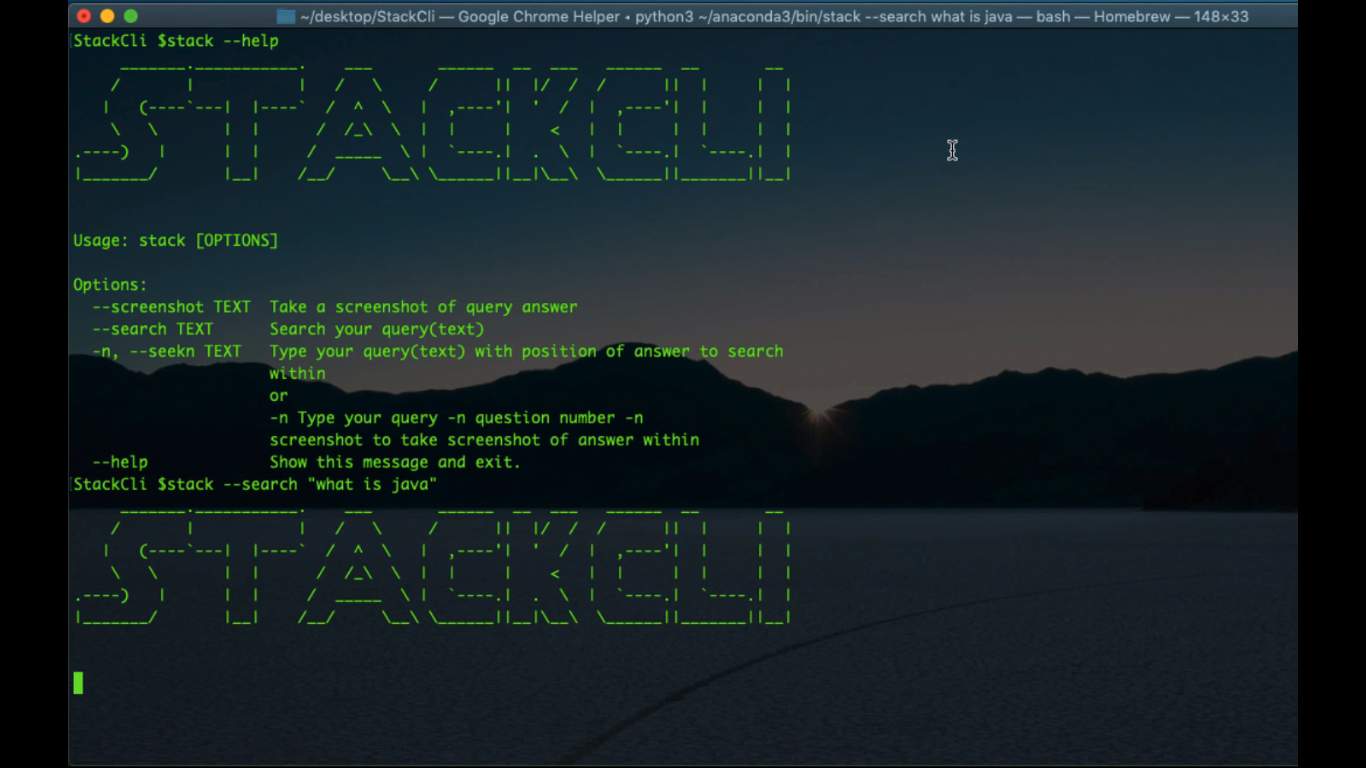 ~/desktop/StackCli — Google Chrome Helper ◂ python3 ~/anaconda3/bin/stack --search what is java — bash — Homebrew — 148×33
StackCli $stack --help
STACKCLI
Usage: stack [OPTIONS]
Options:
--screenshot TEXT Take a screenshot of query answer
--search TEXT Search your query(text)
-n, --seekn TEXT Type your query(text) with position of answer to search
within
or
-n Type your query -n question number -n
screenshot to take screenshot of answer within
--help Show this message and exit.
StackCli $stack --search "what is java"
STACKCLI